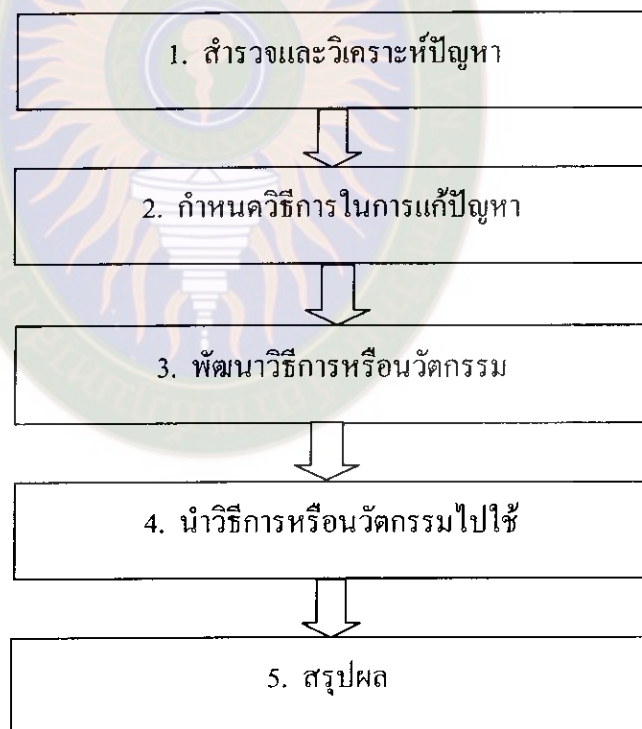 1. สำรวจและวิเคราะห์ปัญหา
2. กำหนดวิธีการในการแก้ปัญหา
3. พัฒนาวิธีการหรือนวัตกรรม
4. นำวิธีการหรือนวัตกรรมไปใช้
5. สรุปผล